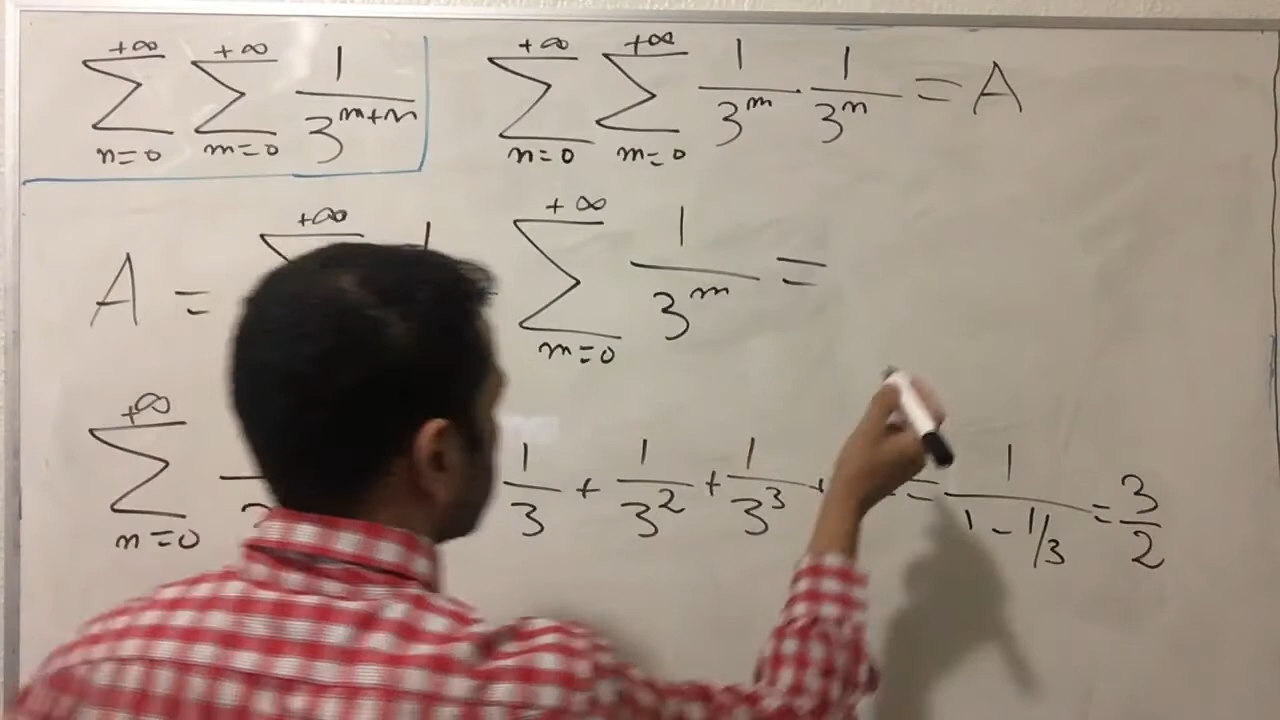 +∞ ∑ n=0 +∞ ∑ m=0 1/3^{m+n} +∞ ∑ n=0 +∞ ∑ m=0 1/3^m · 1/3^n = A
A = +∞ ∑ 1 +∞ ∑ m=0 1/3^m =
+∞ ∑ n=0 1/3 + 1/3^2 + 1/3^3 + = 1/(1 - 1/3) = 3/2